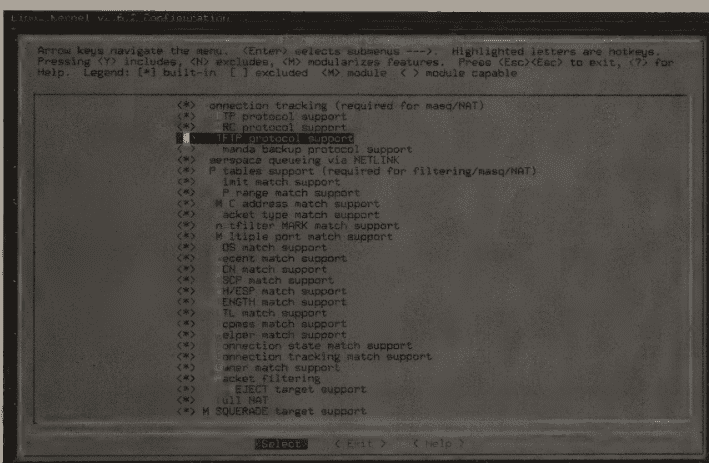 Linux Kernel v2.6.2 Configuration
Arrow keys navigate the menu. <Enter> selects submenus --->. Highlighted letters are hotkeys.
Pressing <Y> includes, <N> excludes, <M> modularizes features. Press <Esc><Esc> to exit, <?> for
Help. Legend: [*] built-in [ ] excluded <M> module < > module capable
<*> onnection tracking (required for masq/NAT)
<*> TP protocol support
<*> RC protocol support
TFTP protocol support
< > manda backup protocol support
<*> serspace queueing via NETLINK
<*> P tables support (required for filtering/masq/NAT)
<*> imit match support
<*> P range match support
<*> M C address match support
<*> acket type match support
<*> n tfilter MARK match support
<*> M ltiple port match support
<*> OS match support
<*> ecent match support
<*> CN match support
<*> SCP match support
<*> H/ESP match support
<*> ENGTH match support
<*> TL match support
<*> cpmss match support
<*> elper match support
<*> onnection state match support
<*> onnection tracking match support
<*> wner match support
<*> acket filtering
<*> EJECT target support
<*> ull NAT
<*> M SQUERADE target support
<Select> < Exit > < Help >